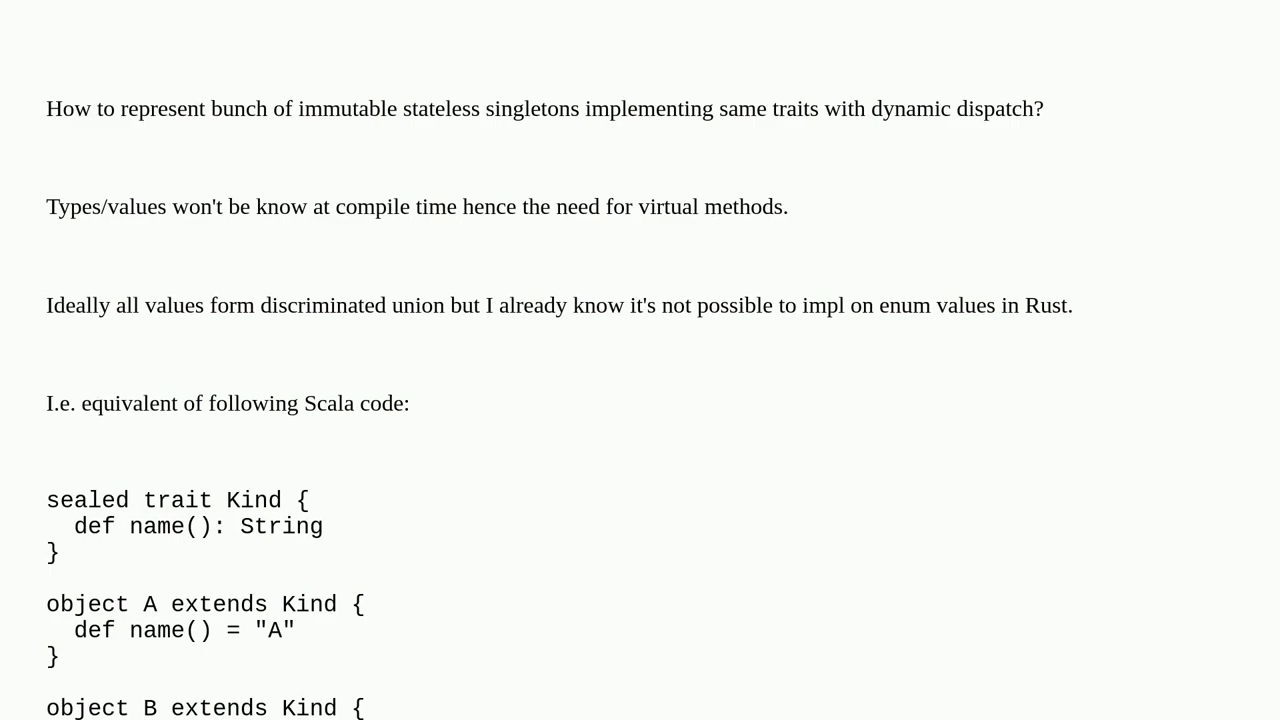 How to represent bunch of immutable stateless singletons implementing same traits with dynamic dispatch?
Types/values won't be know at compile time hence the need for virtual methods.
Ideally all values form discriminated union but I already know it's not possible to impl on enum values in Rust.
I.e. equivalent of following Scala code:
sealed trait Kind {
  def name(): String
}
object A extends Kind {
  def name() = "A"
}
object B extends Kind {